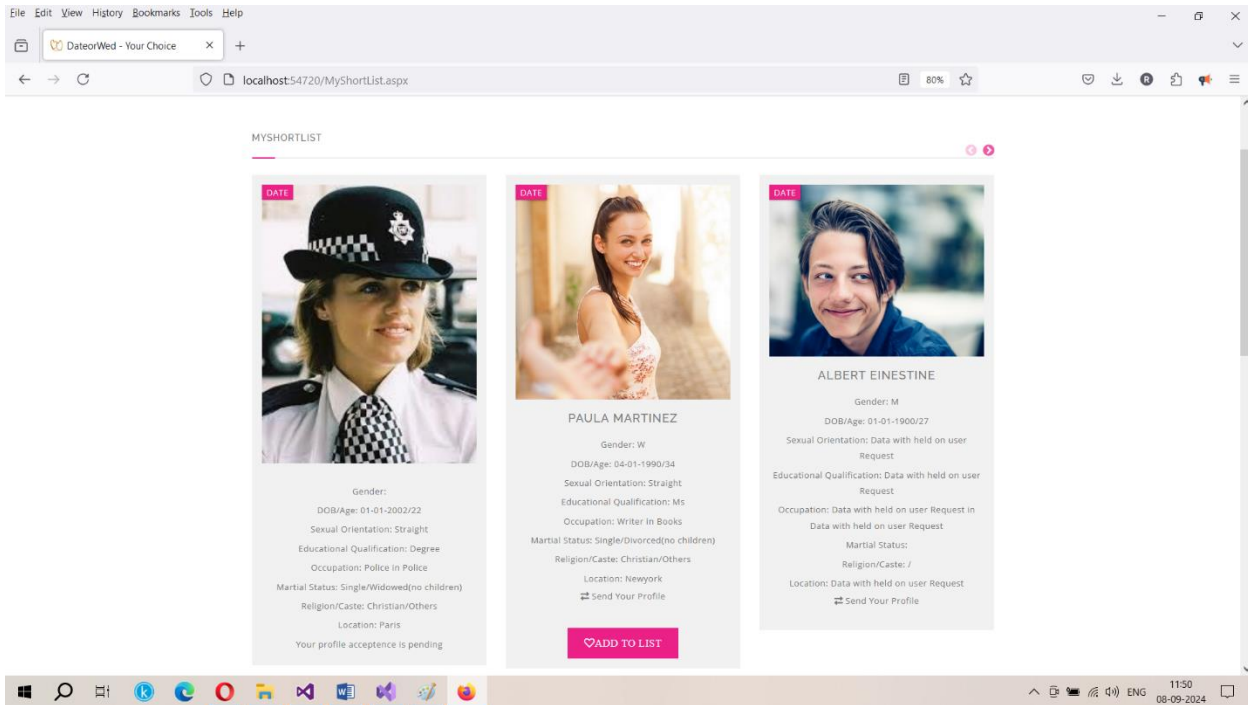 File Edit View History Bookmarks Tools Help
DateorWed - Your Choice
localhost:54720/MyShortList.aspx
80%
R
MYSHORTLIST
DATE
Gender:
DOB/Age: 01-01-2002/22
Sexual Orientation: Straight
Educational Qualification: Degree
Occupation: Police in Police
Martial Status: Single/Widowed(no children)
Religion/Caste: Christian/Others
Location: Paris
Your profile acceptence is pending
DATE
PAULA MARTINEZ
Gender: W
DOB/Age: 04-01-1990/34
Sexual Orientation: Straight
Educational Qualification: Ms
Occupation: Writer in Books
Martial Status: Single/Divorced(no children)
Religion/Caste: Christian/Others
Location: Newyork
Send Your Profile
ADD TO LIST
DATE
ALBERT EINESTINE
Gender: M
DOB/Age: 01-01-1900/27
Sexual Orientation: Data with held on user
Request
Educational Qualification: Data with held on user
Request
Occupation: Data with held on user Request in
Data with held on user Request
Martial Status:
Religion/Caste: /
Location: Data with held on user Request
Send Your Profile
ENG
11:50
08-09-2024